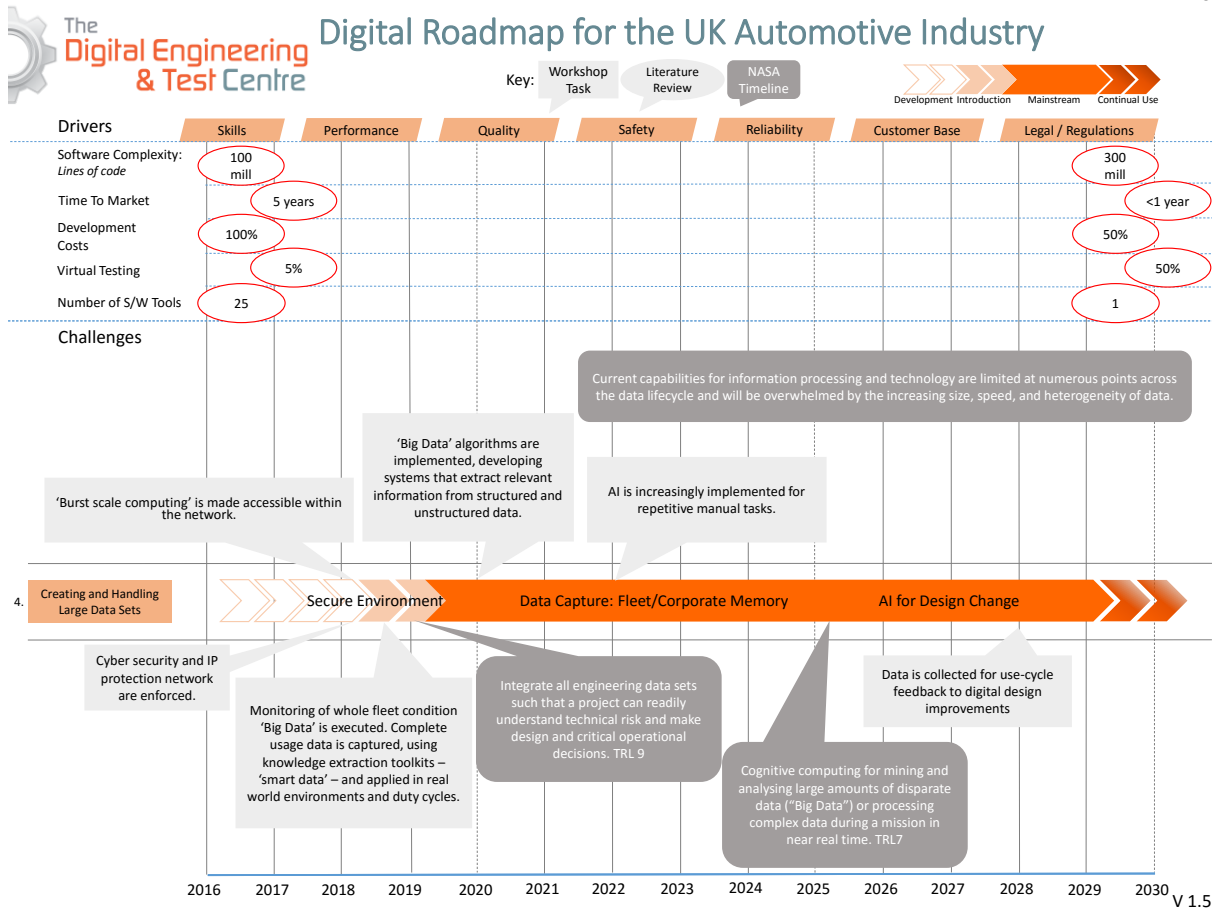 The
Digital Engineering
& Test Centre
Digital Roadmap for the UK Automotive Industry
Key:
Workshop
Task
Literature
Review
NASA
Timeline
Development Introduction Mainstream Continual Use
Drivers
Skills
Performance
Quality
Safety
Reliability
Customer Base
Legal / Regulations
Software Complexity:
Lines of code
100
mill
300
mill
Time To Market
5 years
<1 year
Development
Costs
100%
50%
Virtual Testing
5%
50%
Number of S/W Tools
25
1
Challenges
Current capabilities for information processing and technology are limited at numerous points across
the data lifecycle and will be overwhelmed by the increasing size, speed, and heterogeneity of data.
‘Big Data’ algorithms are
implemented, developing
systems that extract relevant
information from structured and
unstructured data.
‘Burst scale computing’ is made accessible within
the network.
AI is increasingly implemented for
repetitive manual tasks.
4.
Creating and Handling
Large Data Sets
Secure Environment
Data Capture: Fleet/Corporate Memory
AI for Design Change
Cyber security and IP
protection network
are enforced.
Monitoring of whole fleet condition
‘Big Data’ is executed. Complete
usage data is captured, using
knowledge extraction toolkits –
‘smart data’ – and applied in real
world environments and duty cycles.
Integrate all engineering data sets
such that a project can readily
understand technical risk and make
design and critical operational
decisions. TRL 9
Cognitive computing for mining and
analysing large amounts of disparate
data (“Big Data”) or processing
complex data during a mission in
near real time. TRL7
Data is collected for use-cycle
feedback to digital design
improvements
2016 2017 2018 2019 2020 2021 2022 2023 2024 2025 2026 2027 2028 2029 2030
V 1.5